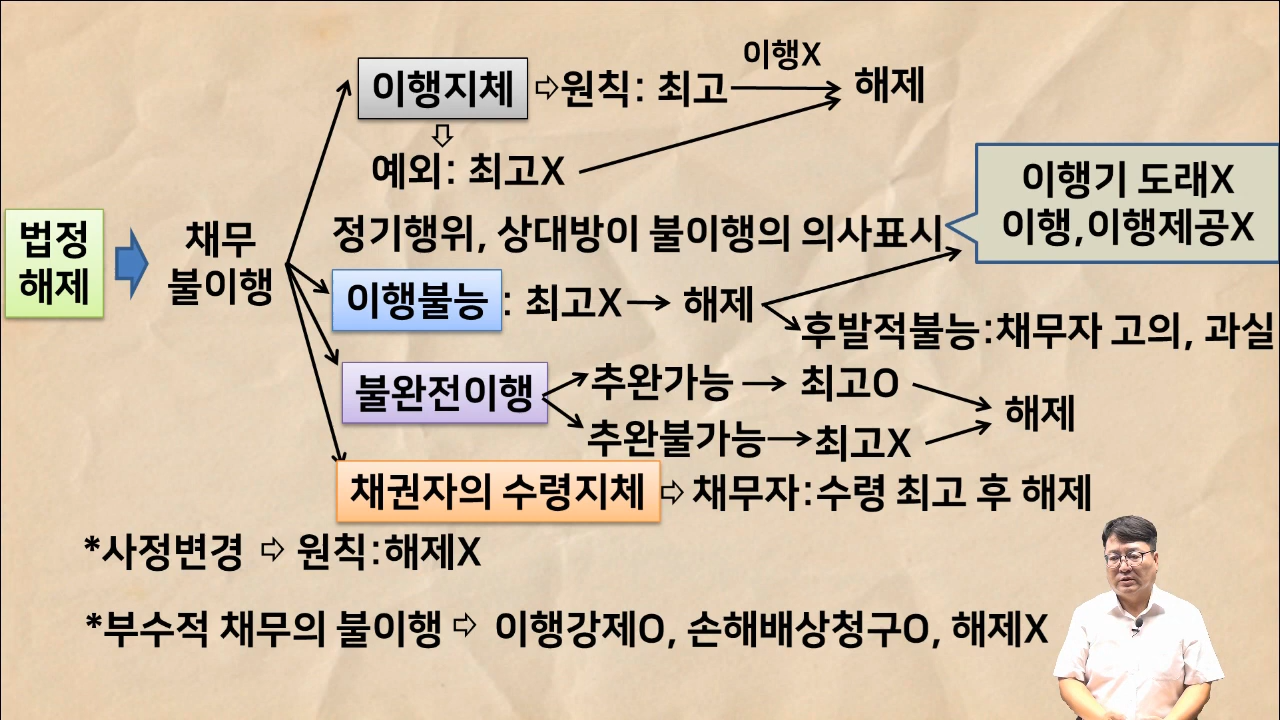 이행X
이행지체 ⇨원칙: 최고 → 해제
예외: 최고X
이행기 도래X
이행,이행제공X
정기행위, 상대방이 불이행의 의사표시
법정
해제
채무
불이행
이행불능 : 최고X → 해제
후발적불능:채무자 고의, 과실
불완전이행
추완가능 → 최고O
해제
추완불가능→최고X
채권자의 수령지체 ⇨ 채무자:수령 최고 후 해제
*사정변경 ⇨ 원칙:해제X
*부수적 채무의 불이행 ⇨ 이행강제O, 손해배상청구O, 해제X